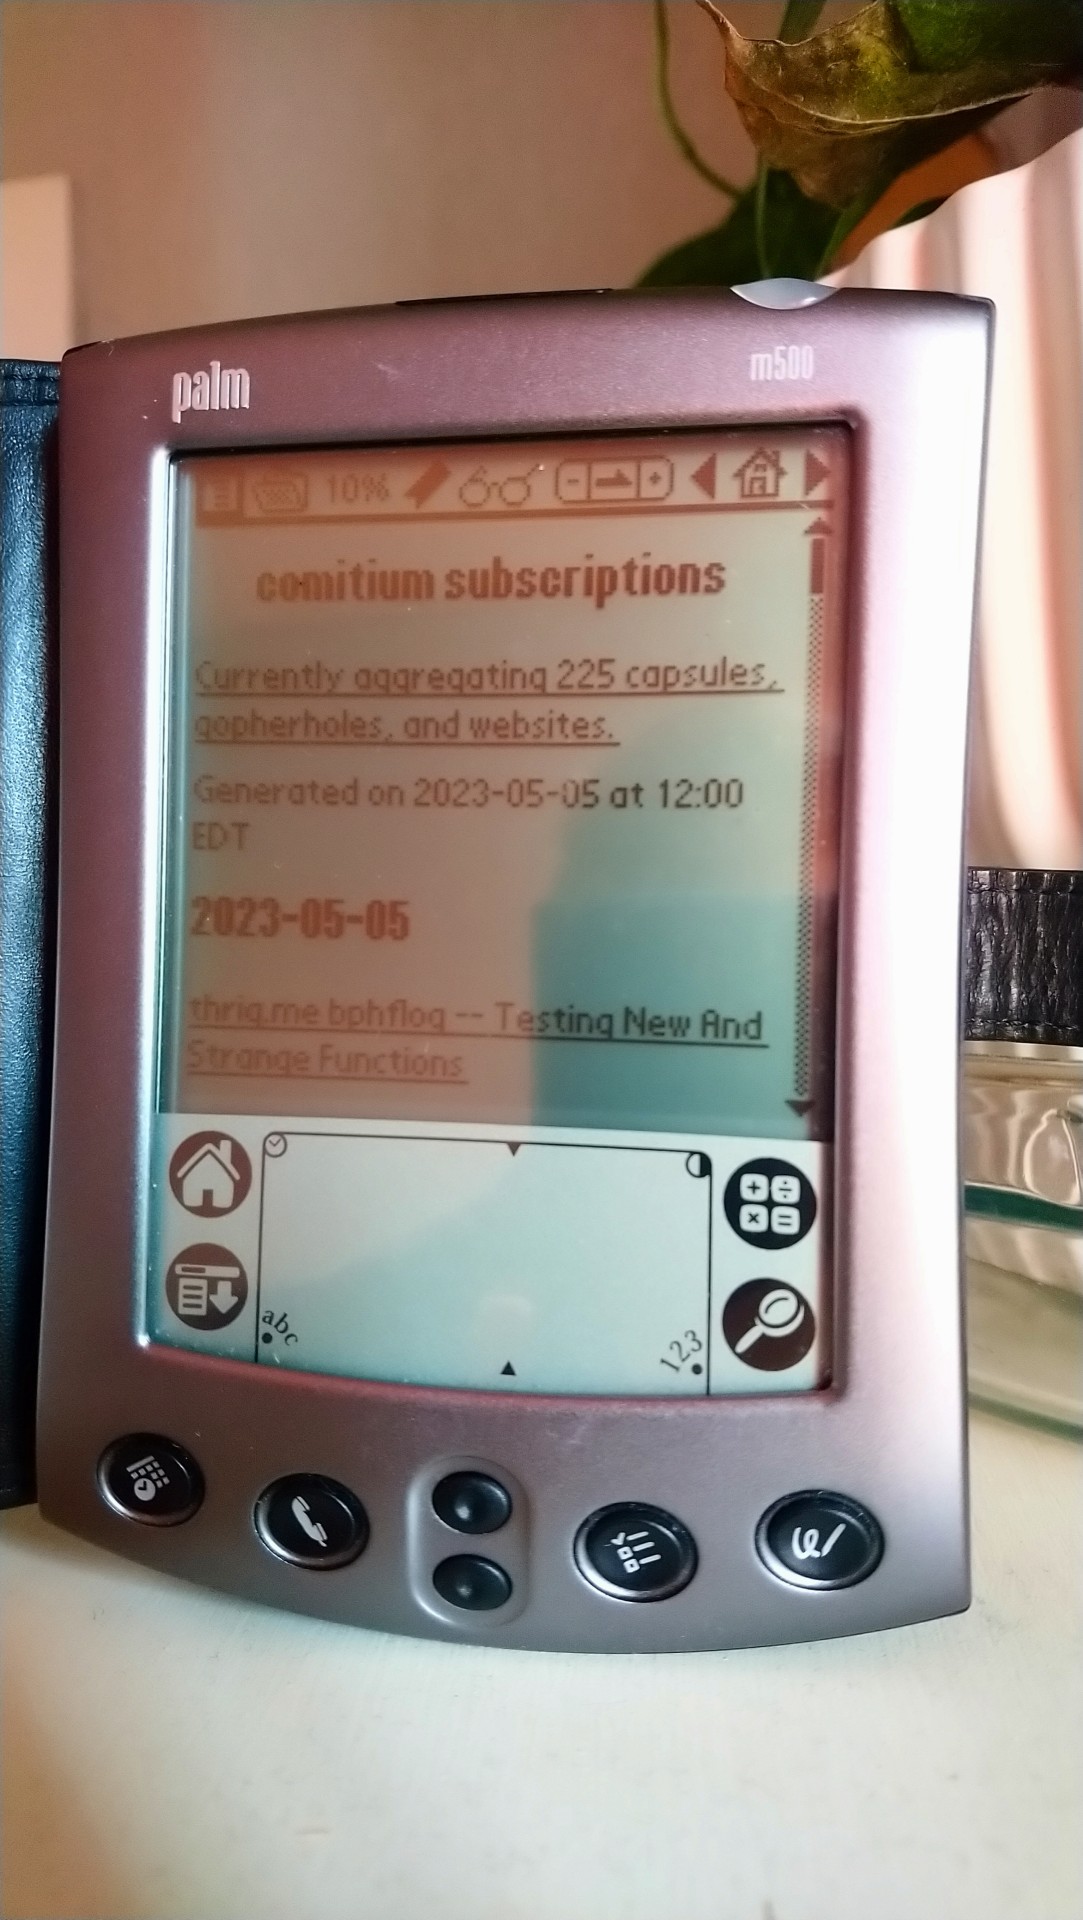 palm
m500
10%
comitium subscriptions
Currently aggregating 225 capsules,
gopherholes, and websites.
Generated on 2023-05-05 at 12:00
EDT
2023-05-05
thrig.me bphflog -- Testing New And
Strange Functions
abc
123